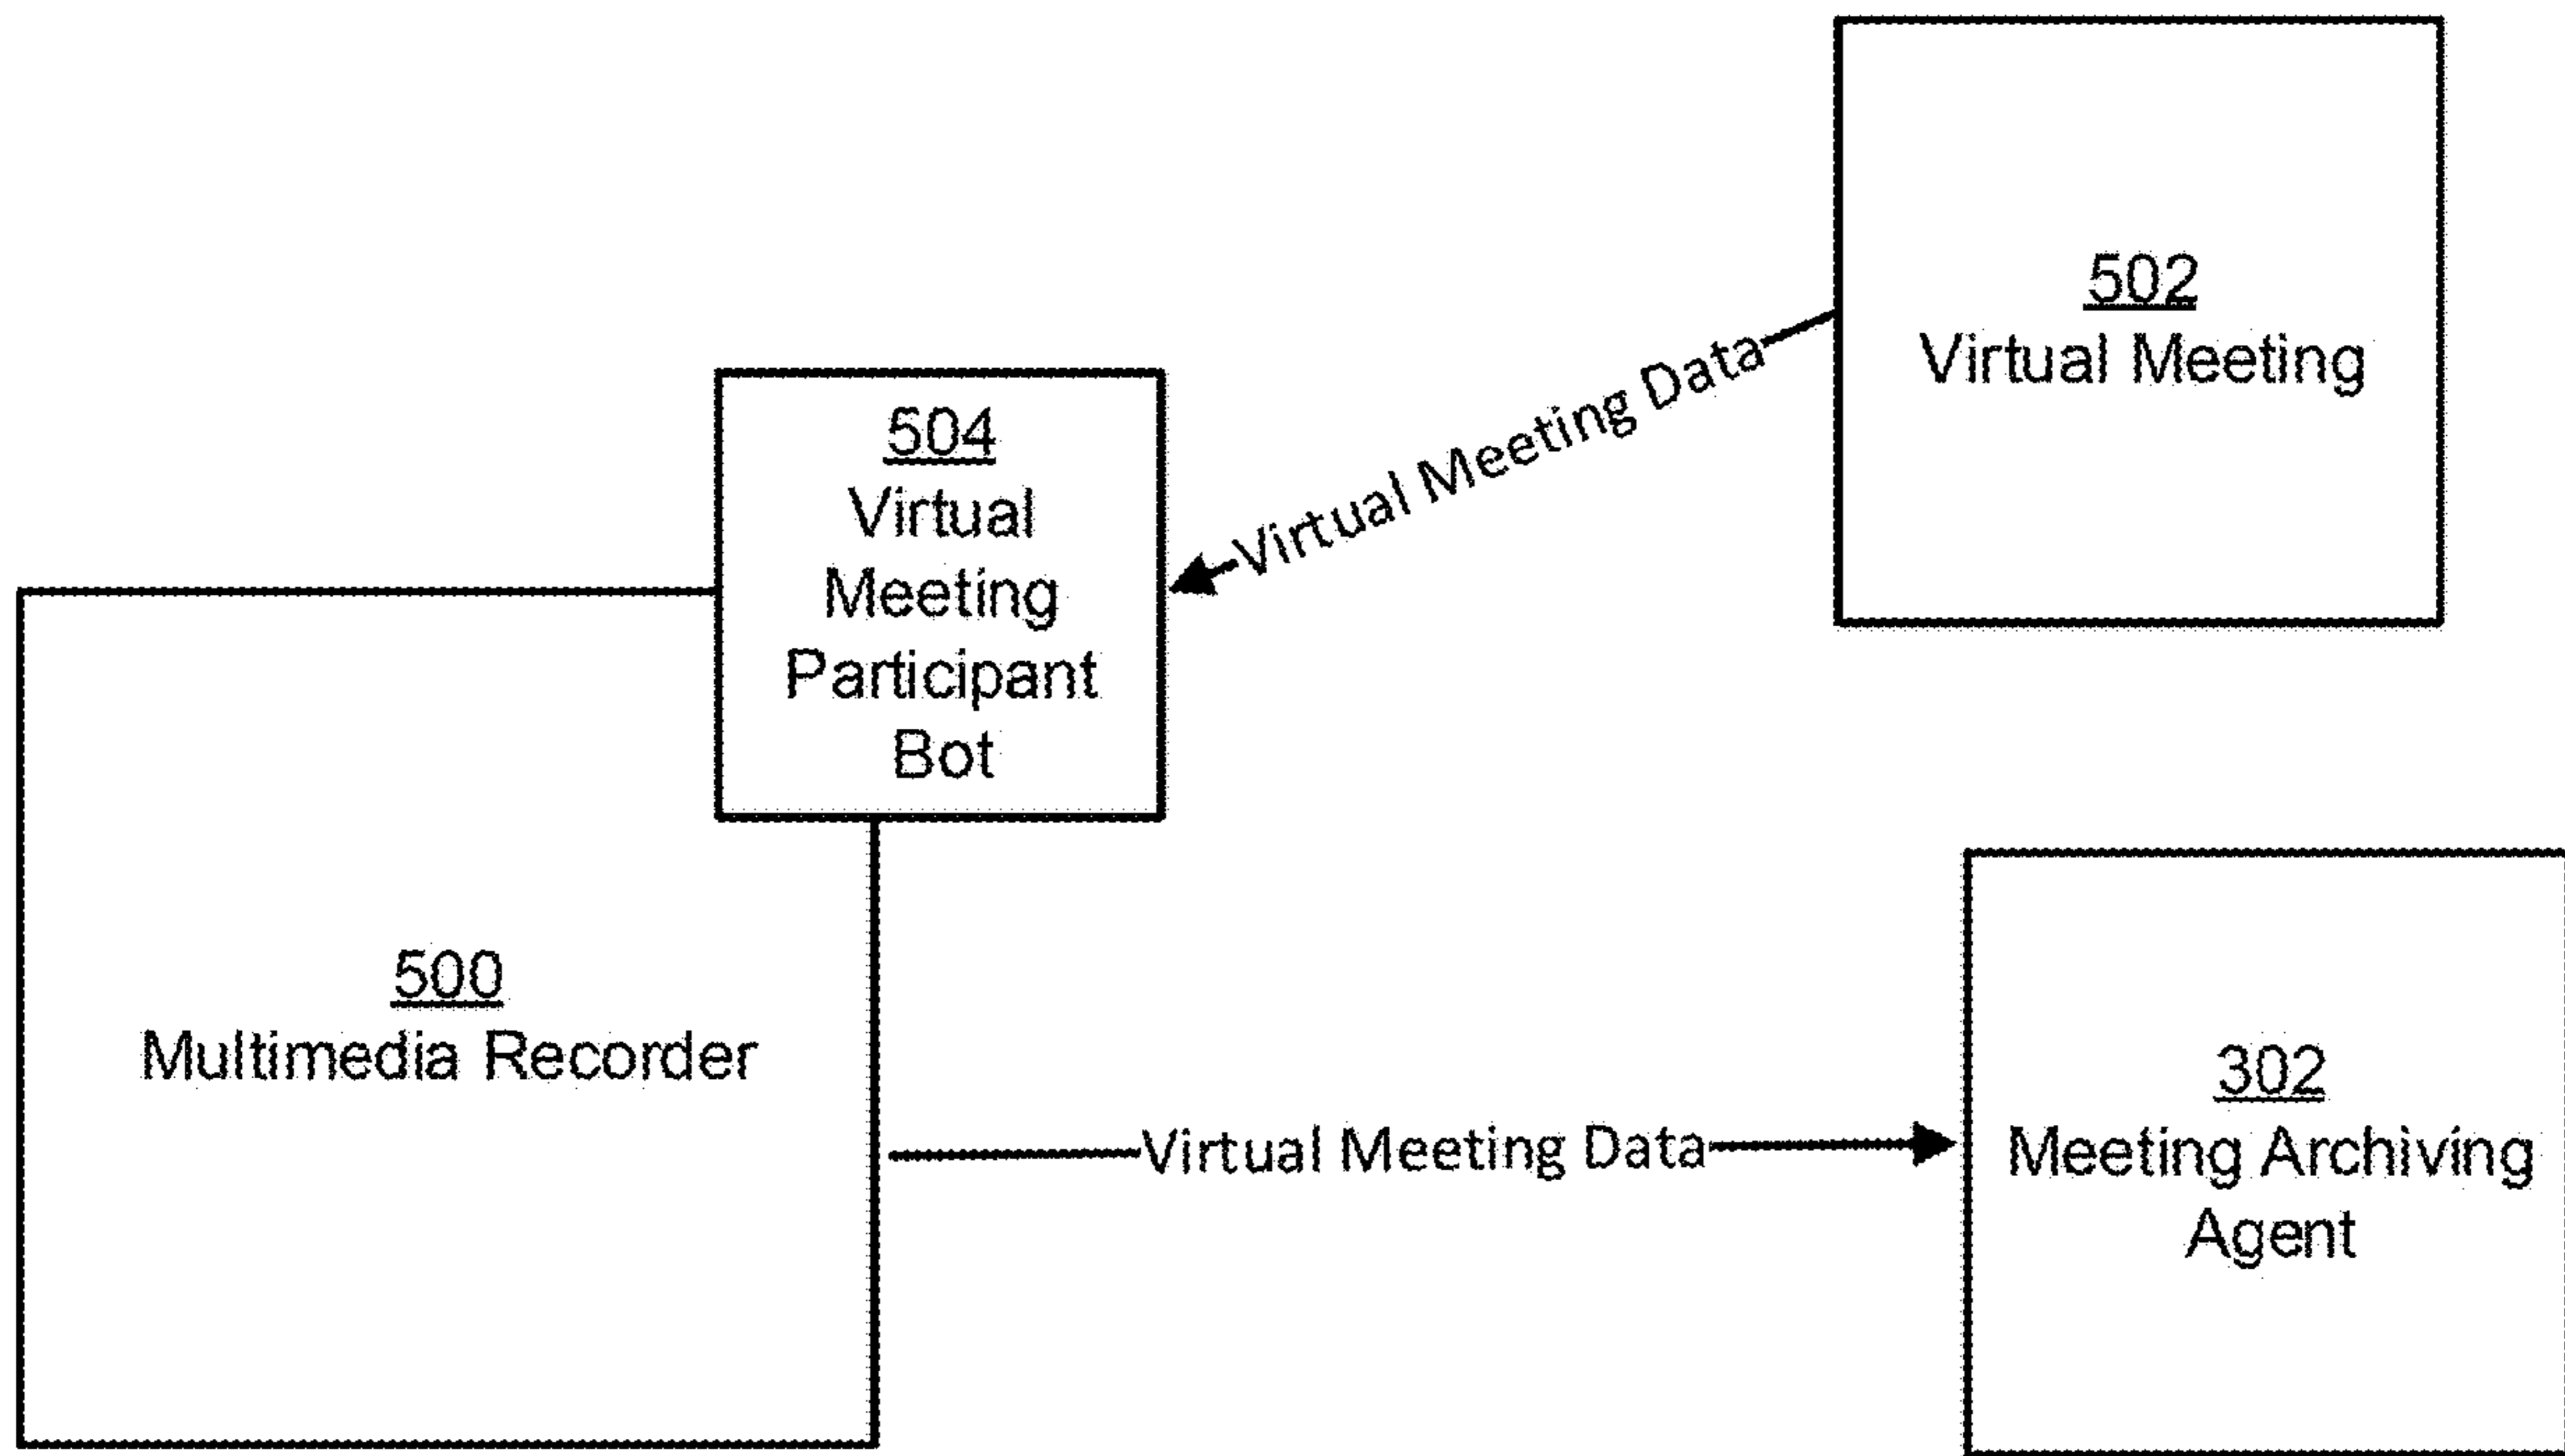 502
Virtual Meeting
Virtual Meeting Data
504
Virtual
Meeting
Participant
Bot
500
Multimedia Recorder
Virtual Meeting Data
302
Meeting Archiving
Agent